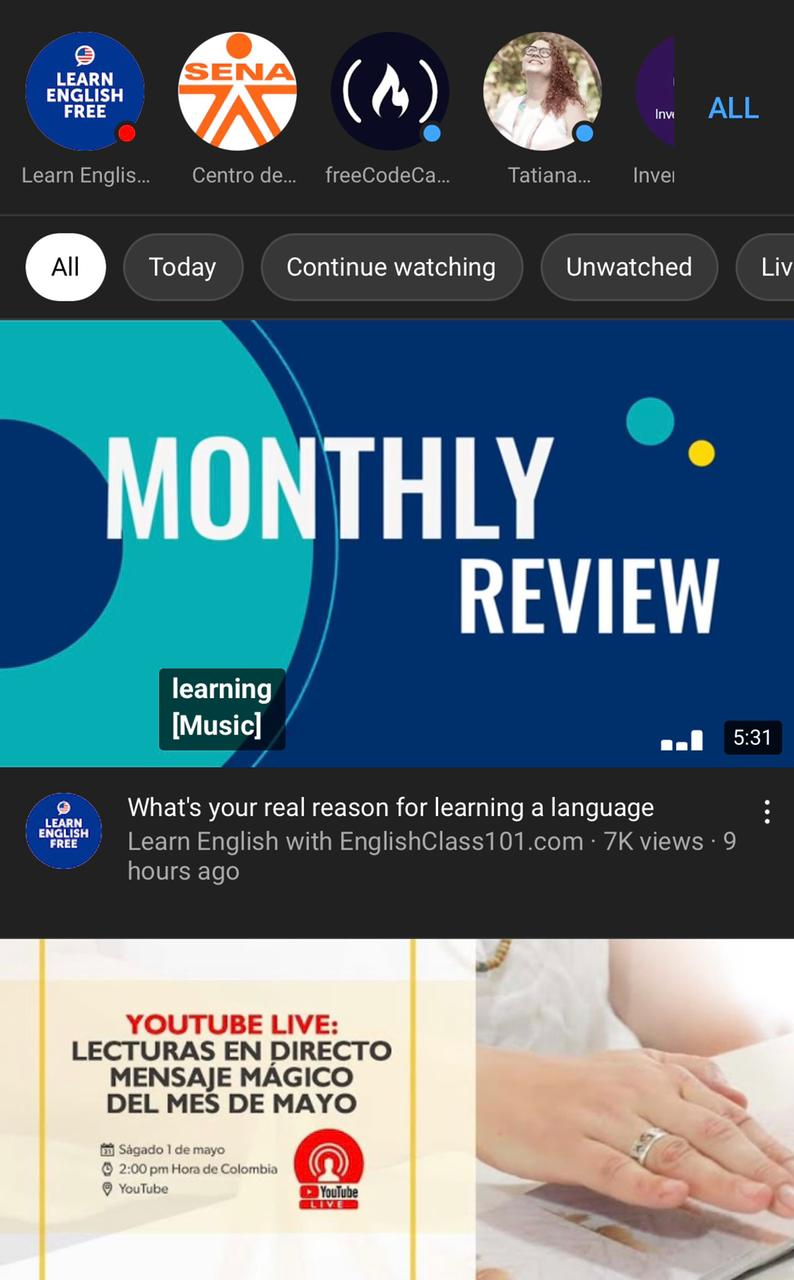 LEARN
ENGLISH
FREE
SENA
Inve
ALL
Learn Englis...
Centro de...
freeCodeCa...
Tatiana...
Inver
All
Today
Continue watching
Unwatched
Liv
MONTHLY
REVIEW
learning
[Music]
5:31
LEARN
ENGLISH
FREE
What's your real reason for learning a language
Learn English with EnglishClass101.com · 7K views · 9
hours ago
YOUTUBE LIVE:
LECTURAS EN DIRECTO
MENSAJE MÁGICO
DEL MES DE MAYO
31 Ságado 1 de mayo
2:00 pm Hora de Colombia
YouTube
YouTube
LIVE